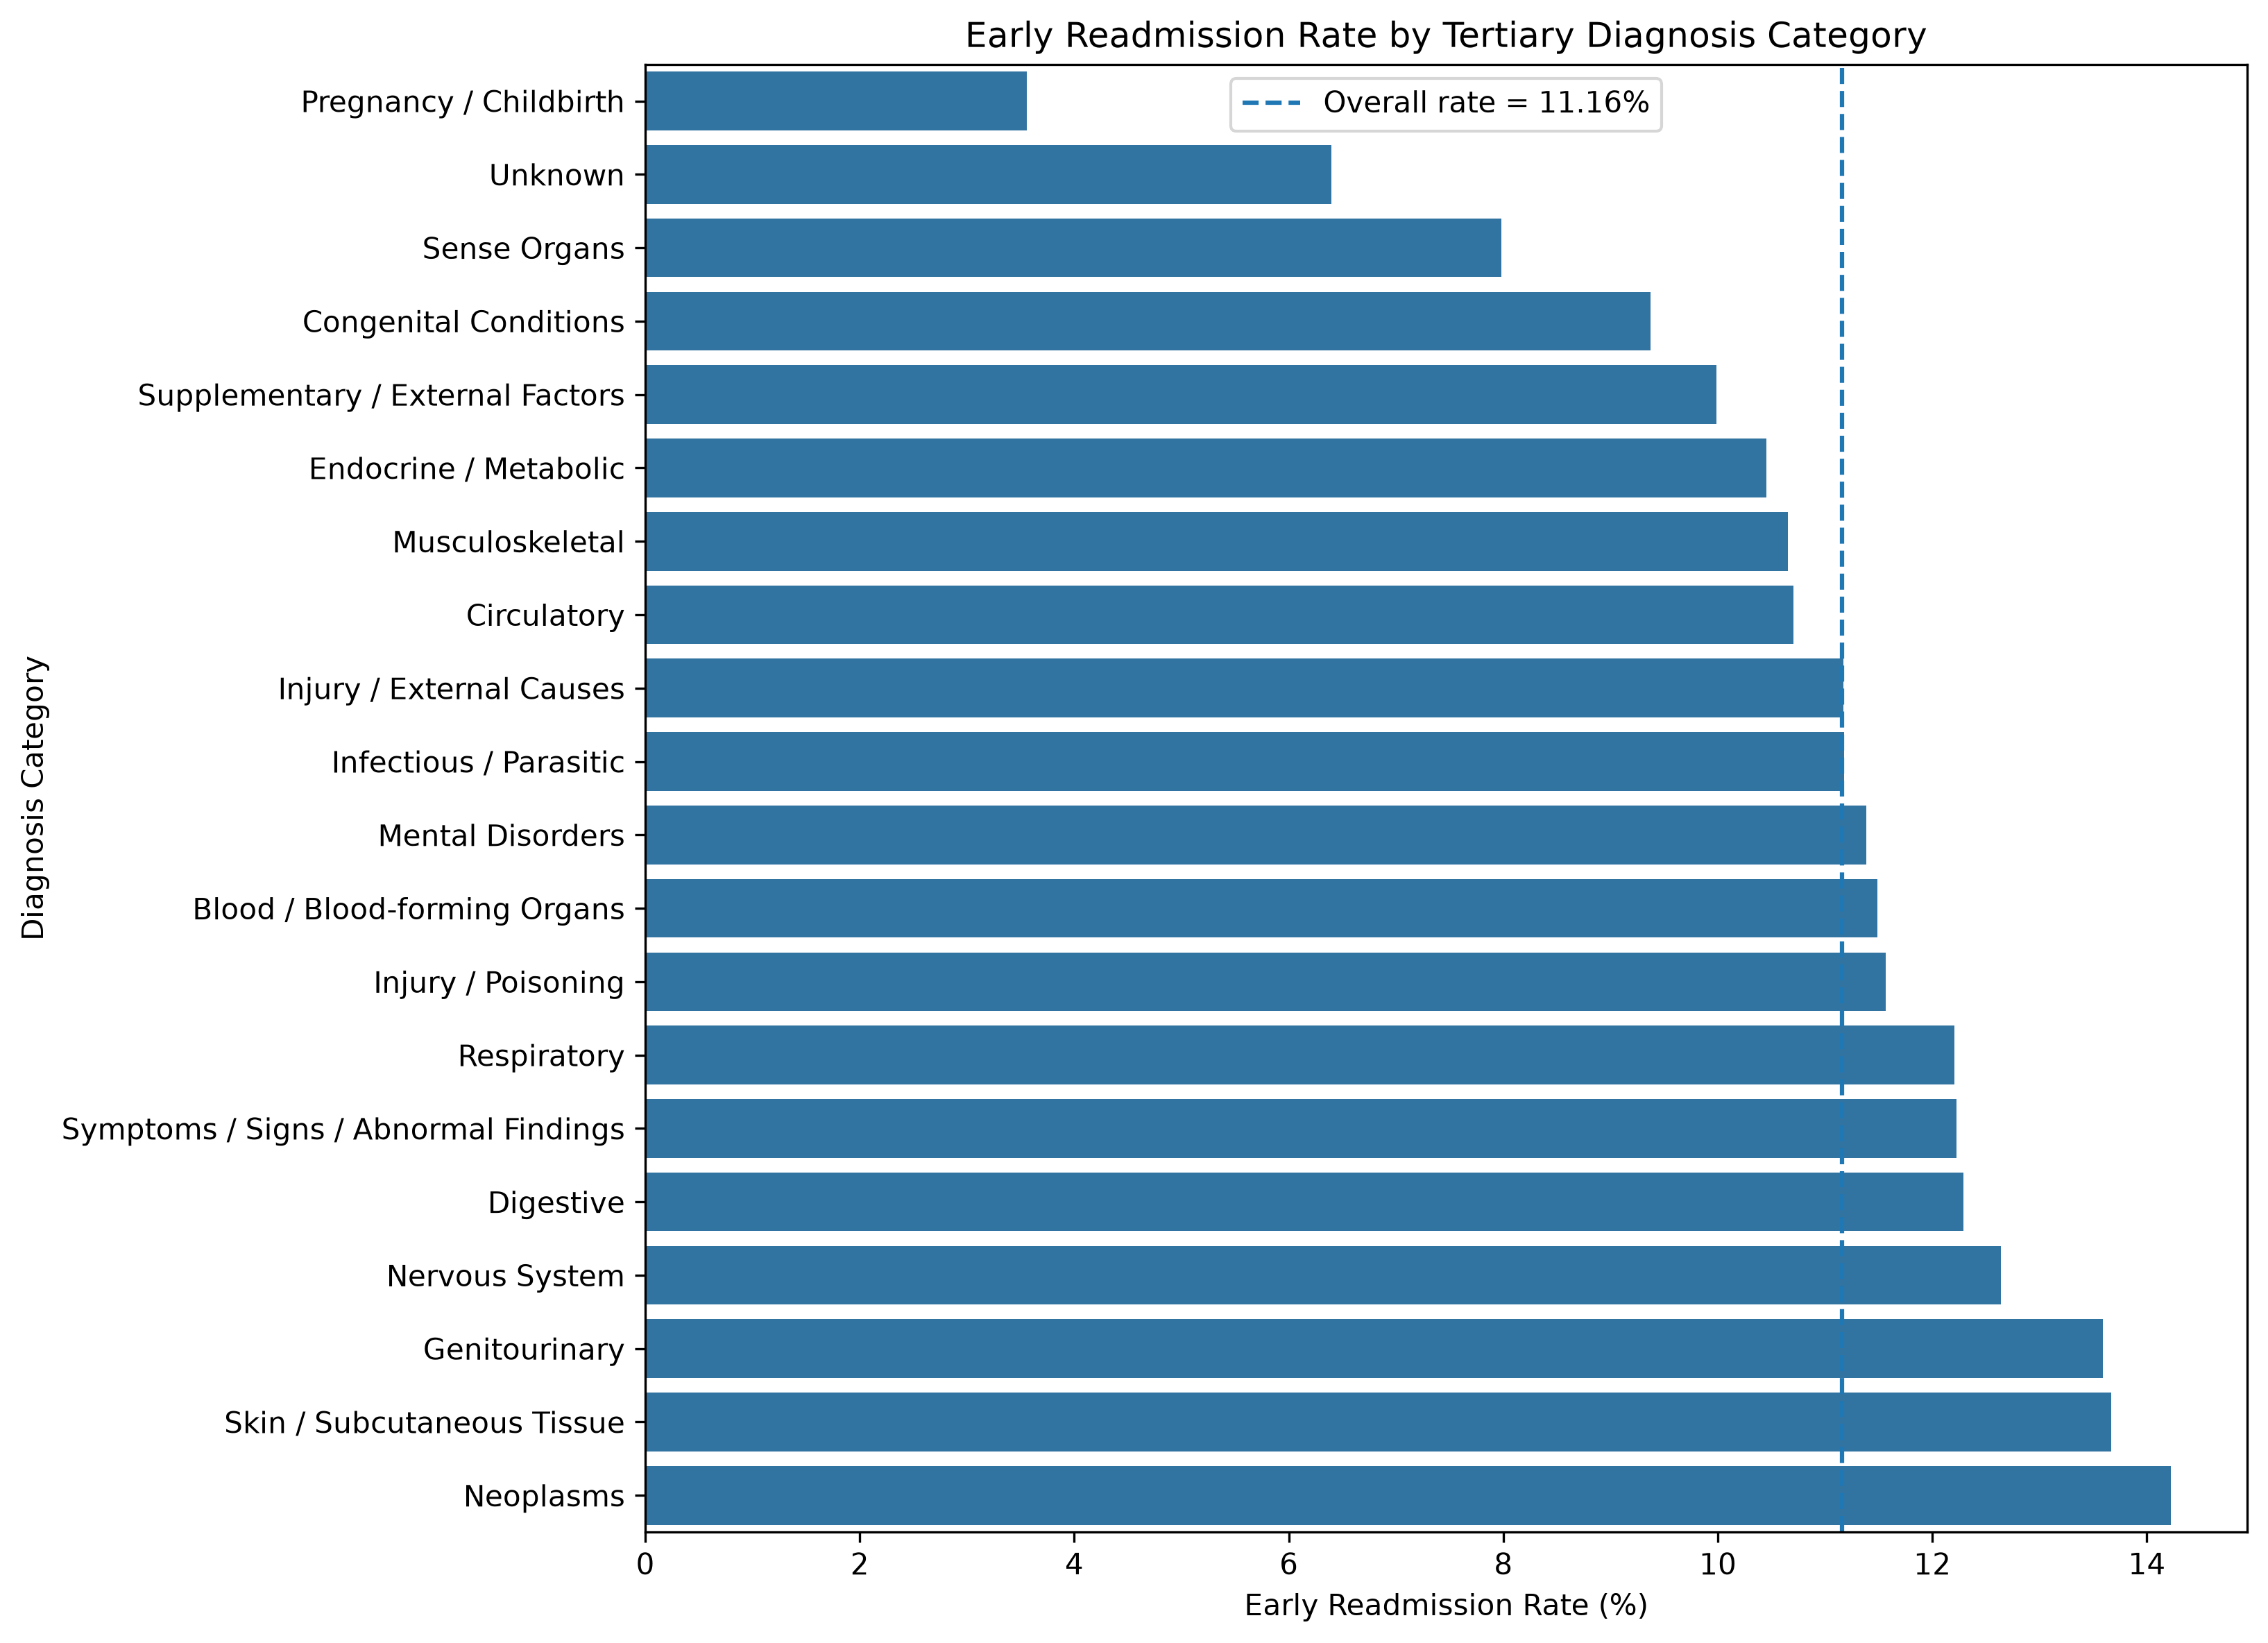 Early Readmission Rate by Tertiary Diagnosis Category
Overall rate = 11.16%
Diagnosis Category
Pregnancy / Childbirth
Unknown
Sense Organs
Congenital Conditions
Supplementary / External Factors
Endocrine / Metabolic
Musculoskeletal
Circulatory
Injury / External Causes
Infectious / Parasitic
Mental Disorders
Blood / Blood-forming Organs
Injury / Poisoning
Respiratory
Symptoms / Signs / Abnormal Findings
Digestive
Nervous System
Genitourinary
Skin / Subcutaneous Tissue
Neoplasms
0 2 4 6 8 10 12 14
Early Readmission Rate (%)